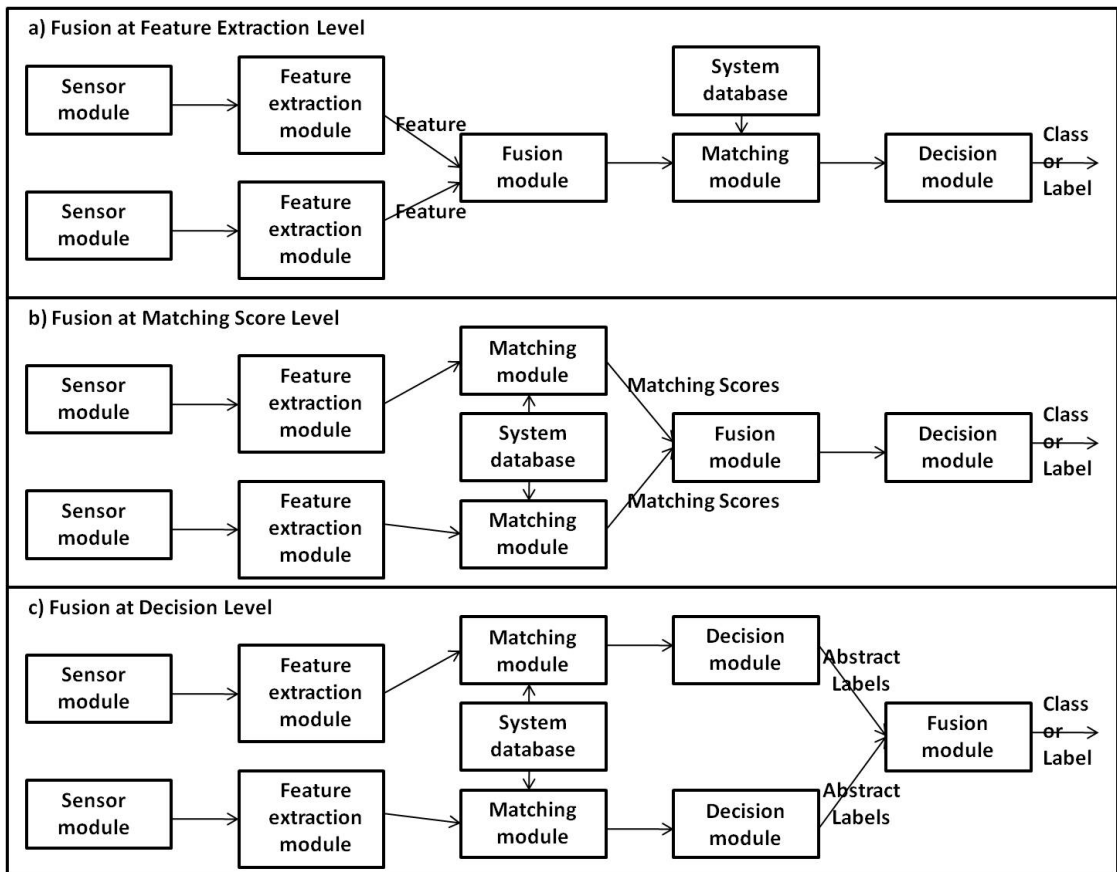 a) Fusion at Feature Extraction Level
Sensor
module
Feature
extraction
module
Feature
Sensor
module
Feature
extraction
module
Feature
Fusion
module
System
database
Matching
module
Decision
module
Class
or
Label
b) Fusion at Matching Score Level
Sensor
module
Feature
extraction
module
Matching
module
Matching Scores
System
database
Sensor
module
Feature
extraction
module
Matching
module
Matching Scores
Fusion
module
Decision
module
Class
or
Label
c) Fusion at Decision Level
Sensor
module
Feature
extraction
module
Matching
module
Decision
module
Abstract
Labels
System
database
Sensor
module
Feature
extraction
module
Matching
module
Decision
module
Abstract
Labels
Fusion
module
Class
or
Label